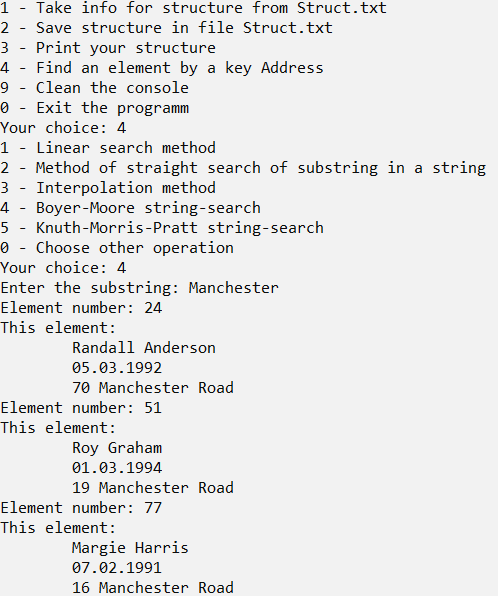 1 - Take info for structure from Struct.txt
2 - Save structure in file Struct.txt
3 - Print your structure
4 - Find an element by a key Address
9 - Clean the console
0 - Exit the programm
Your choice: 4
1 - Linear search method
2 - Method of straight search of substring in a string
3 - Interpolation method
4 - Boyer-Moore string-search
5 - Knuth-Morris-Pratt string-search
0 - Choose other operation
Your choice: 4
Enter the substring: Manchester
Element number: 24
This element:
Randall Anderson
05.03.1992
70 Manchester Road
Element number: 51
This element:
Roy Graham
01.03.1994
19 Manchester Road
Element number: 77
This element:
Margie Harris
07.02.1991
16 Manchester Road